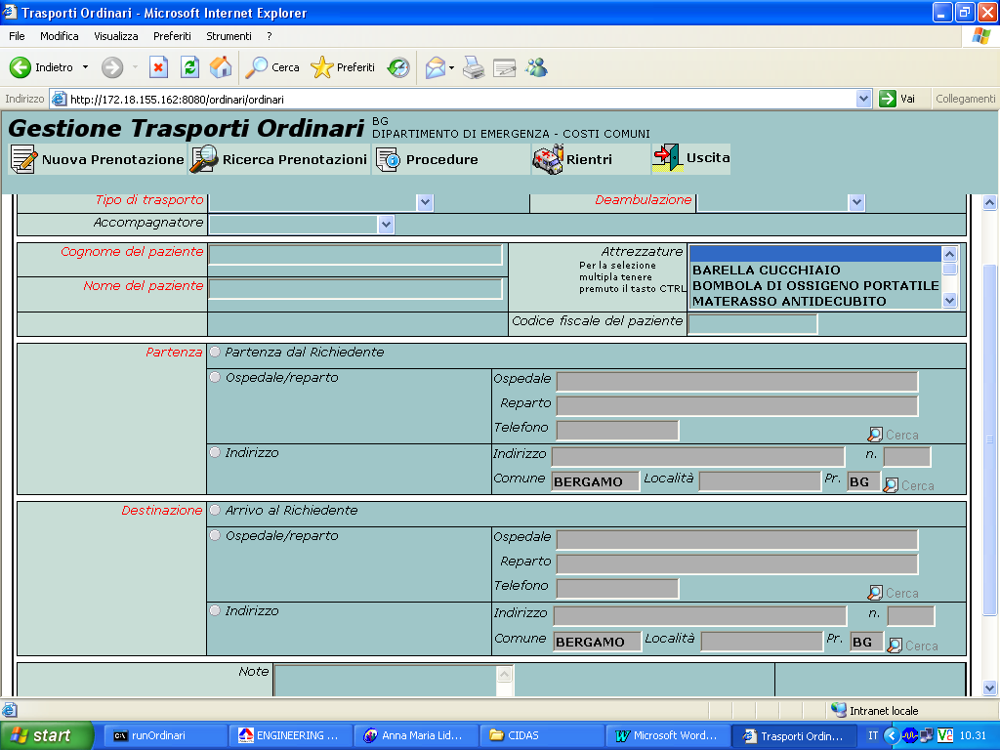 Trasporti Ordinari - Microsoft Internet Explorer
File Modifica Visualizza Preferiti Strumenti ?
Indietro Cerca Preferiti
Indirizzo http://172.18.155.162:8080/ordinari/ordinari Vai Collegamenti
Gestione Trasporti Ordinari BG
DIPARTIMENTO DI EMERGENZA - COSTI COMUNI
Nuova Prenotazione Ricerca Prenotazioni Procedure Rientri Uscita
Tipo di trasporto Deambulazione
Accompagnatore
Cognome del paziente Attrezzature
Per la selezione
multipla tenere
premuto il tasto CTRL
BARELLA CUCCHIAIO
BOMBOLA DI OSSIGENO PORTATILE
MATERASSO ANTIDECUBITO
Nome del paziente
Codice fiscale del paziente
Partenza Partenza dal Richiedente
Ospedale/reparto Ospedale
Reparto
Telefono Cerca
Indirizzo Indirizzo n.
Comune BERGAMO Località Pr. BG Cerca
Destinazione Arrivo al Richiedente
Ospedale/reparto Ospedale
Reparto
Telefono Cerca
Indirizzo Indirizzo n.
Comune BERGAMO Località Pr. BG Cerca
Note
Intranet locale
start runOrdinari ENGINEERING ... Anna Maria Lid... CIDAS Microsoft Word... Trasporti Ordin... IT 10.31